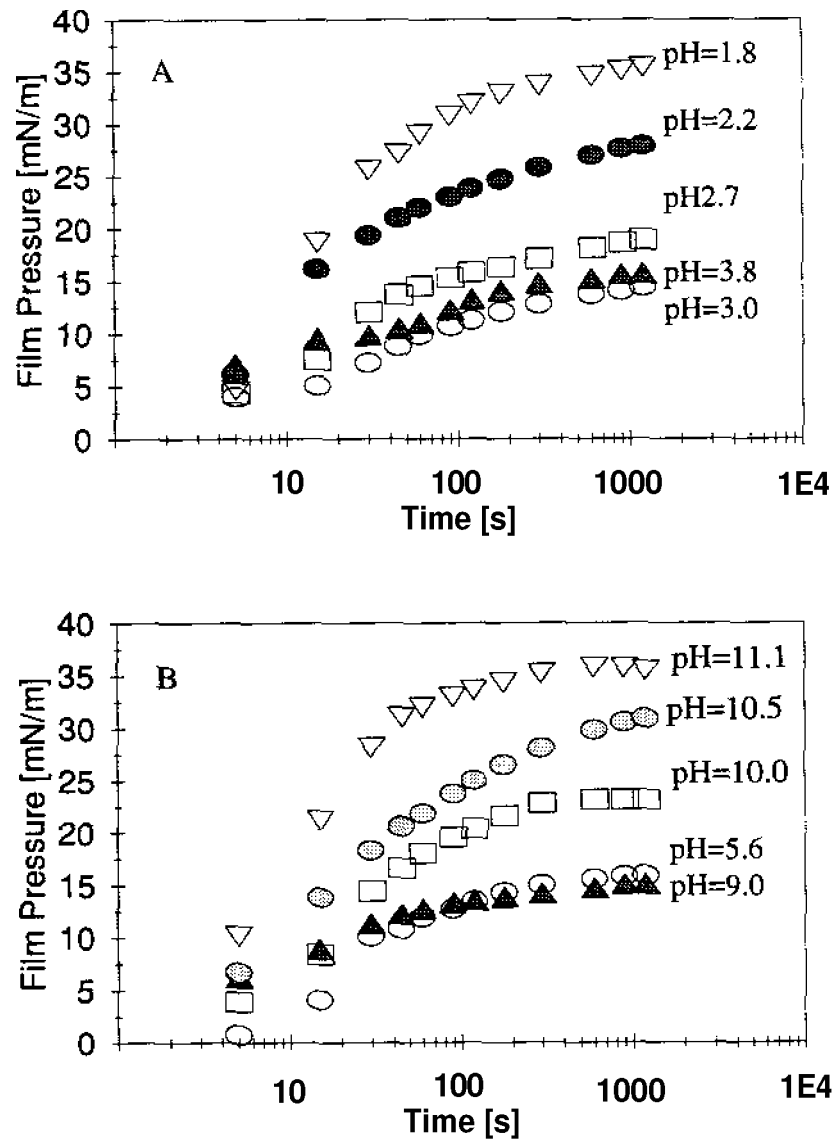 40
35
30
25
20
15
10
5
0
Film Pressure [mN/m]
A
pH=1.8
pH=2.2
pH2.7
pH=3.8
pH=3.0
10 100 1000 1E4
Time [s]
40
35
30
25
20
15
10
5
0
Film Pressure [mN/m]
B
pH=11.1
pH=10.5
pH=10.0
pH=5.6
pH=9.0
10 100 1000 1E4
Time [s]